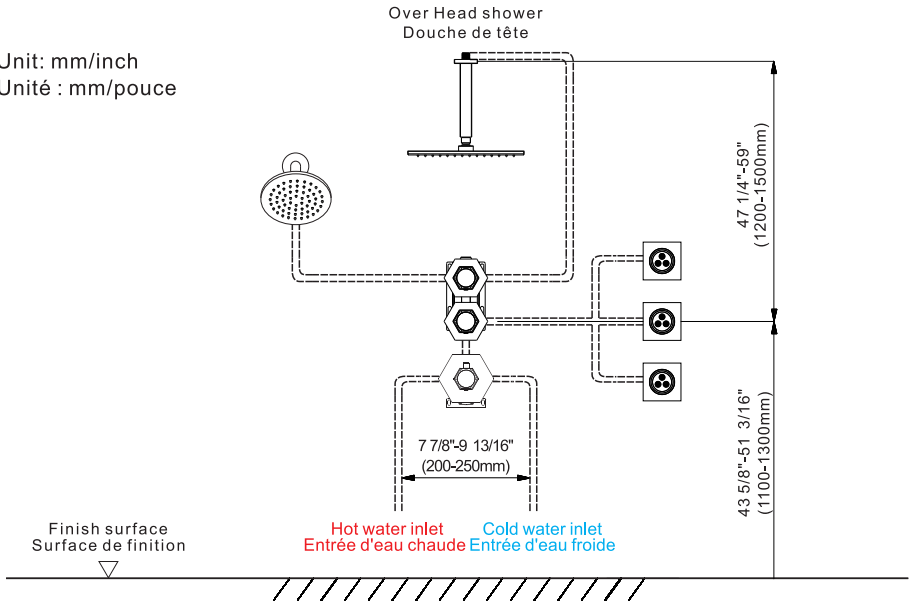 Over Head shower
Douche de tête
Unit: mm/inch
Unité : mm/pouce
47 1/4"-59"
(1200-1500mm)
43 5/8"-51 3/16"
(1100-1300mm)
7 7/8"-9 13/16"
(200-250mm)
Hot water inlet
Entrée d'eau chaude
Cold water inlet
Entrée d'eau froide
Finish surface
Surface de finition